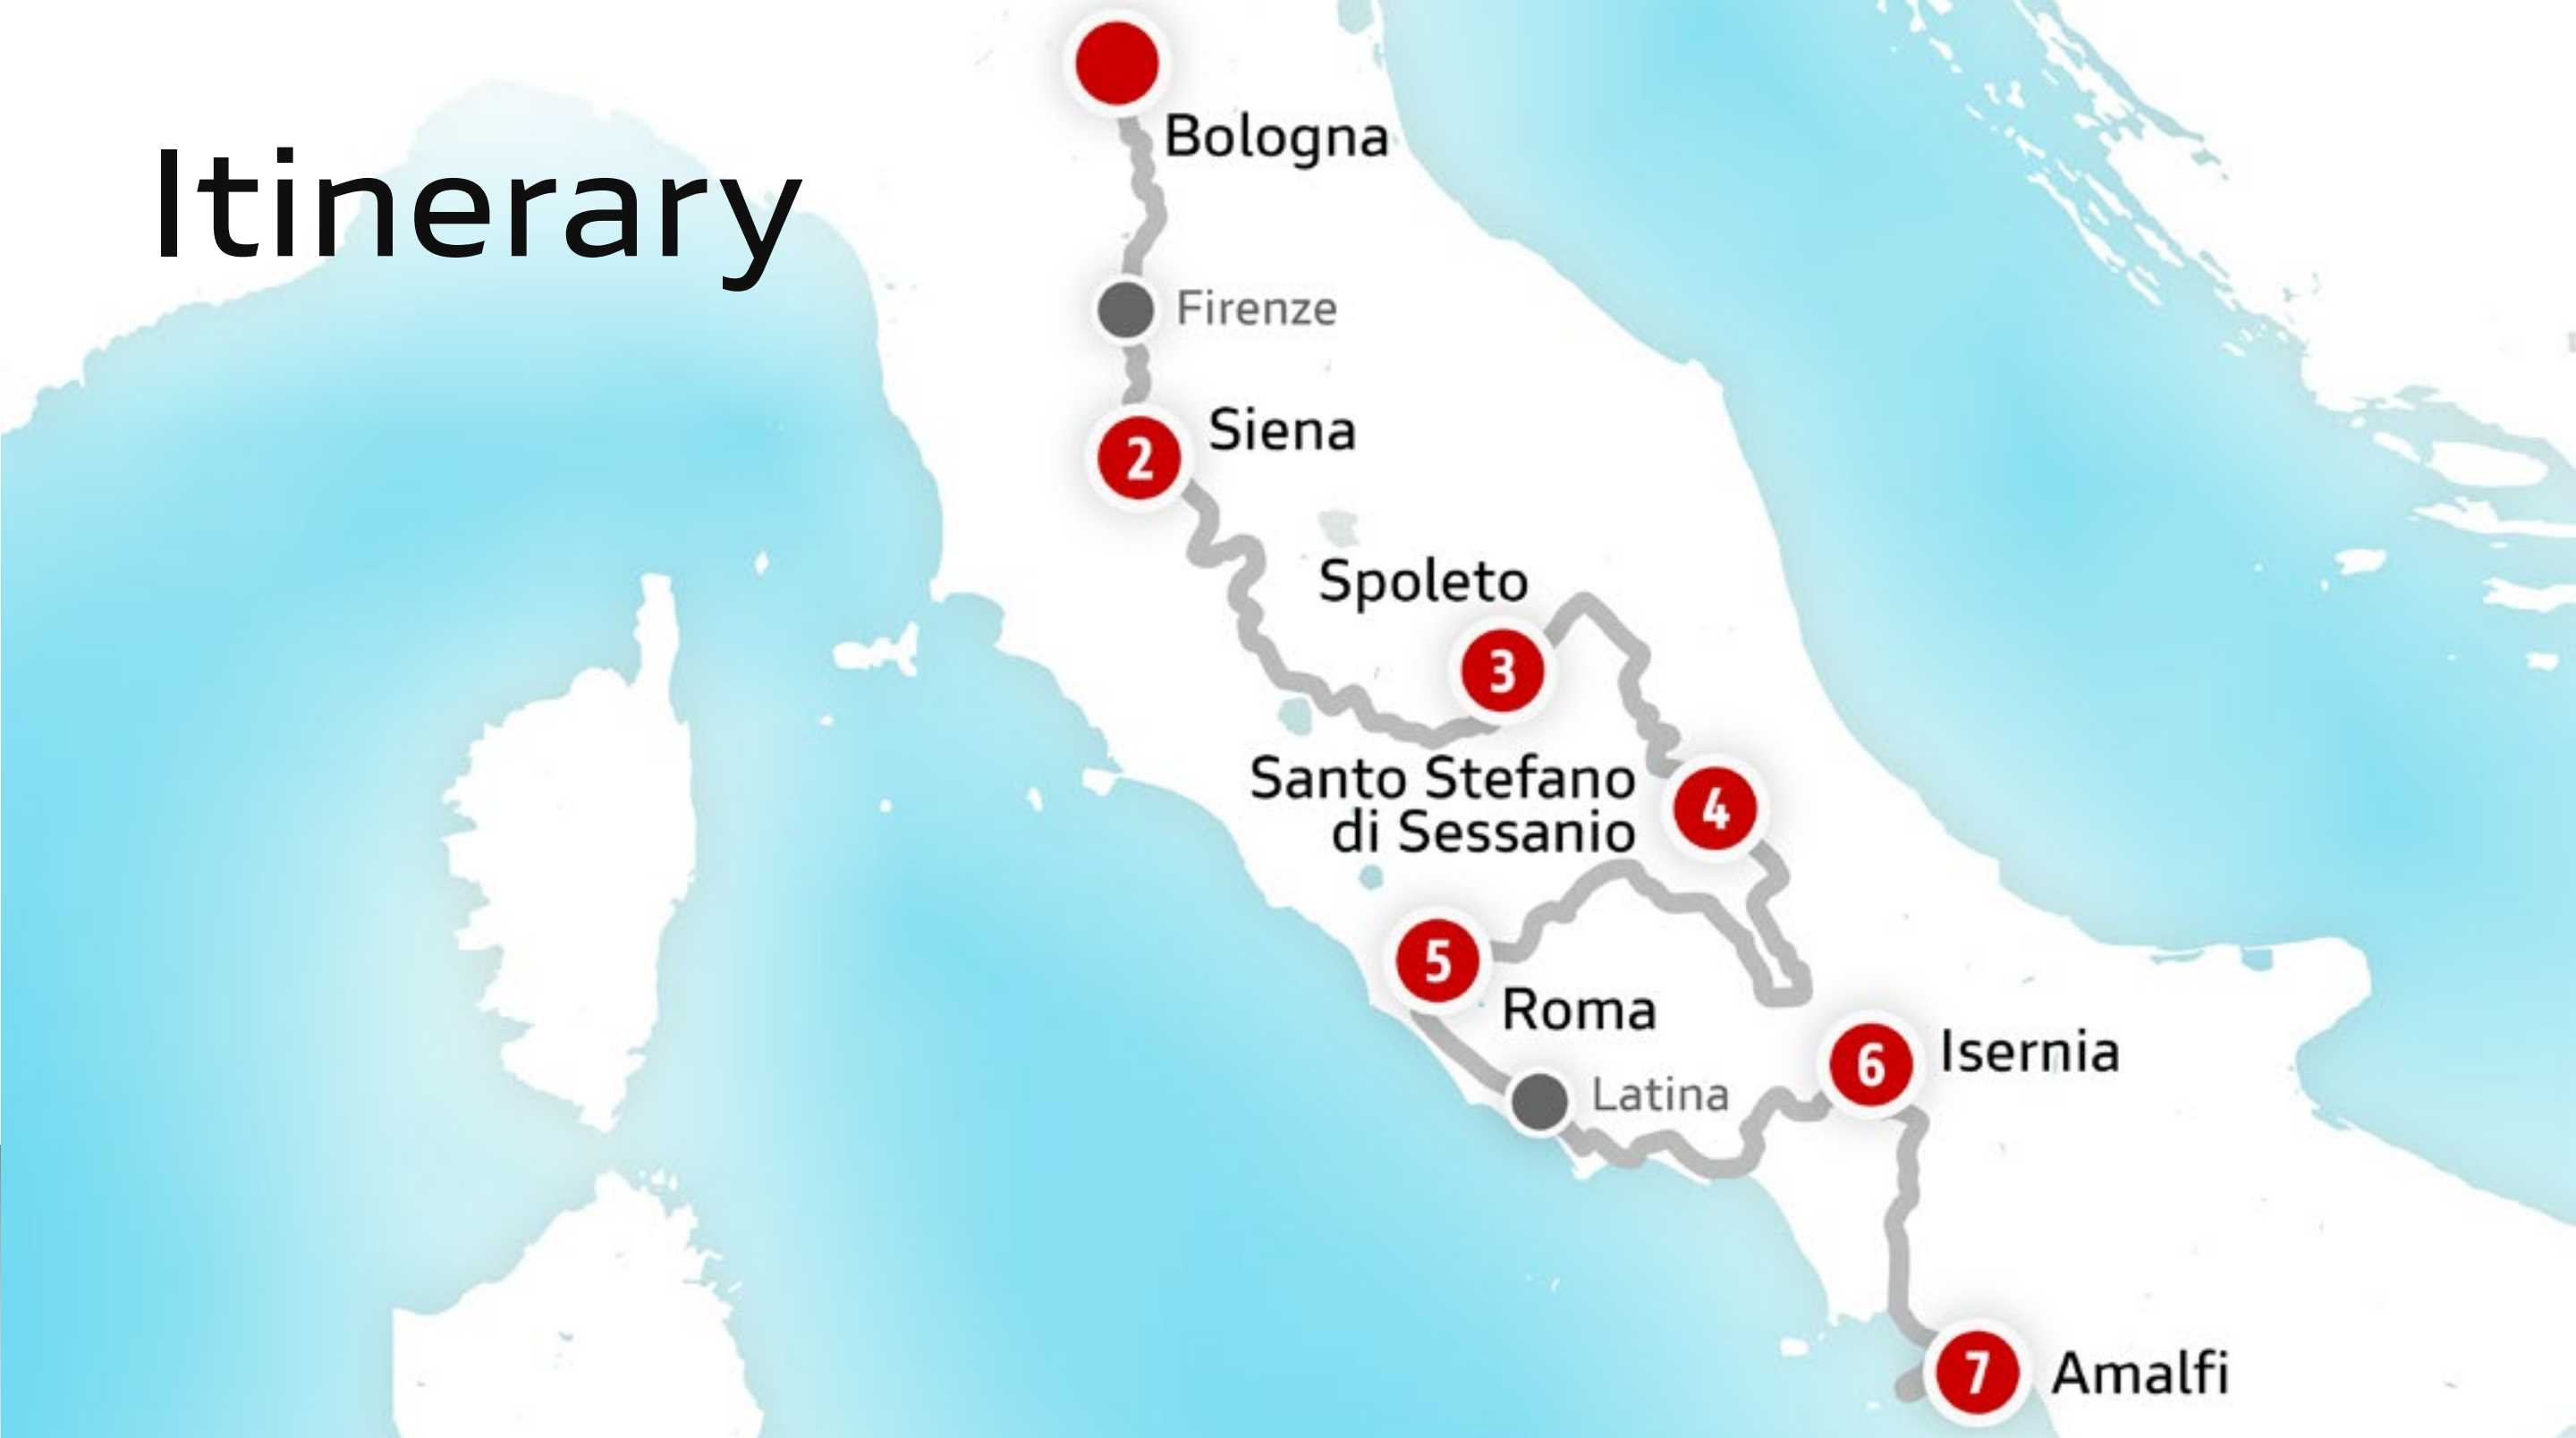 Itinerary
Bologna
Firenze
2
Siena
Spoleto
3
Santo Stefano
di Sessanio
4
5
Roma
6
Isernia
Latina
7
Amalfi